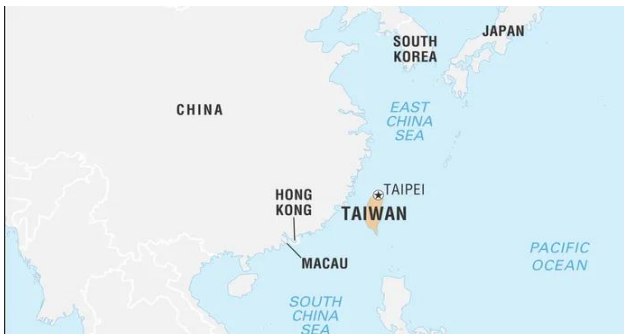 JAPAN
SOUTH
KOREA
CHINA
EAST
CHINA
SEA
TAIPEI
HONG
KONG
TAIWAN
MACAU
PACIFIC
OCEAN
SOUTH
CHINA
SEA